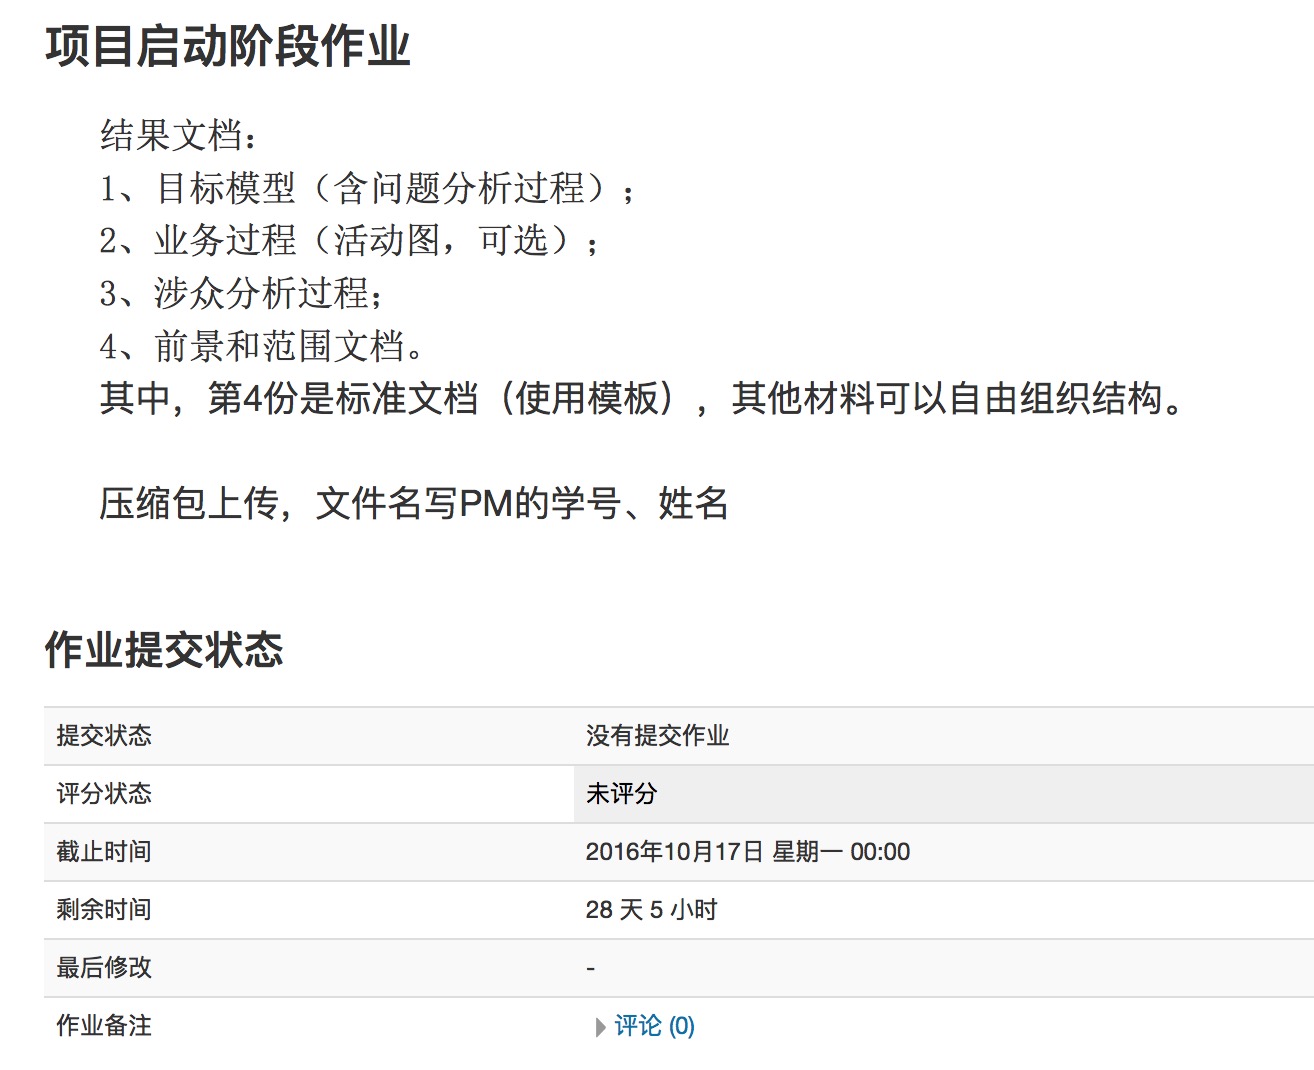 项目启动阶段作业
结果文档：
1、目标模型（含问题分析过程）；
2、业务过程（活动图，可选）；
3、涉众分析过程；
4、前景和范围文档。
其中，第4份是标准文档（使用模板），其他材料可以自由组织结构。
压缩包上传，文件名写PM的学号、姓名
作业提交状态
提交状态 没有提交作业
评分状态 未评分
截止时间 2016年10月17日 星期一 00:00
剩余时间 28 天 5 小时
最后修改 -
作业备注 评论 (0)